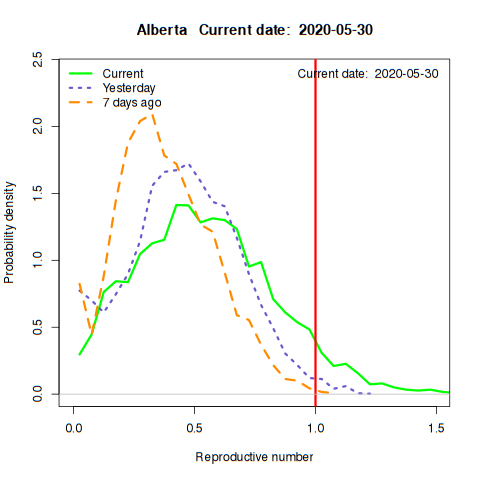 Alberta   Current date:  2020-05-30
Current
Yesterday
7 days ago
Current date:  2020-05-30
Probability density
2.5
2.0
1.5
1.0
0.5
0.0
0.0 0.5 1.0 1.5
Reproductive number